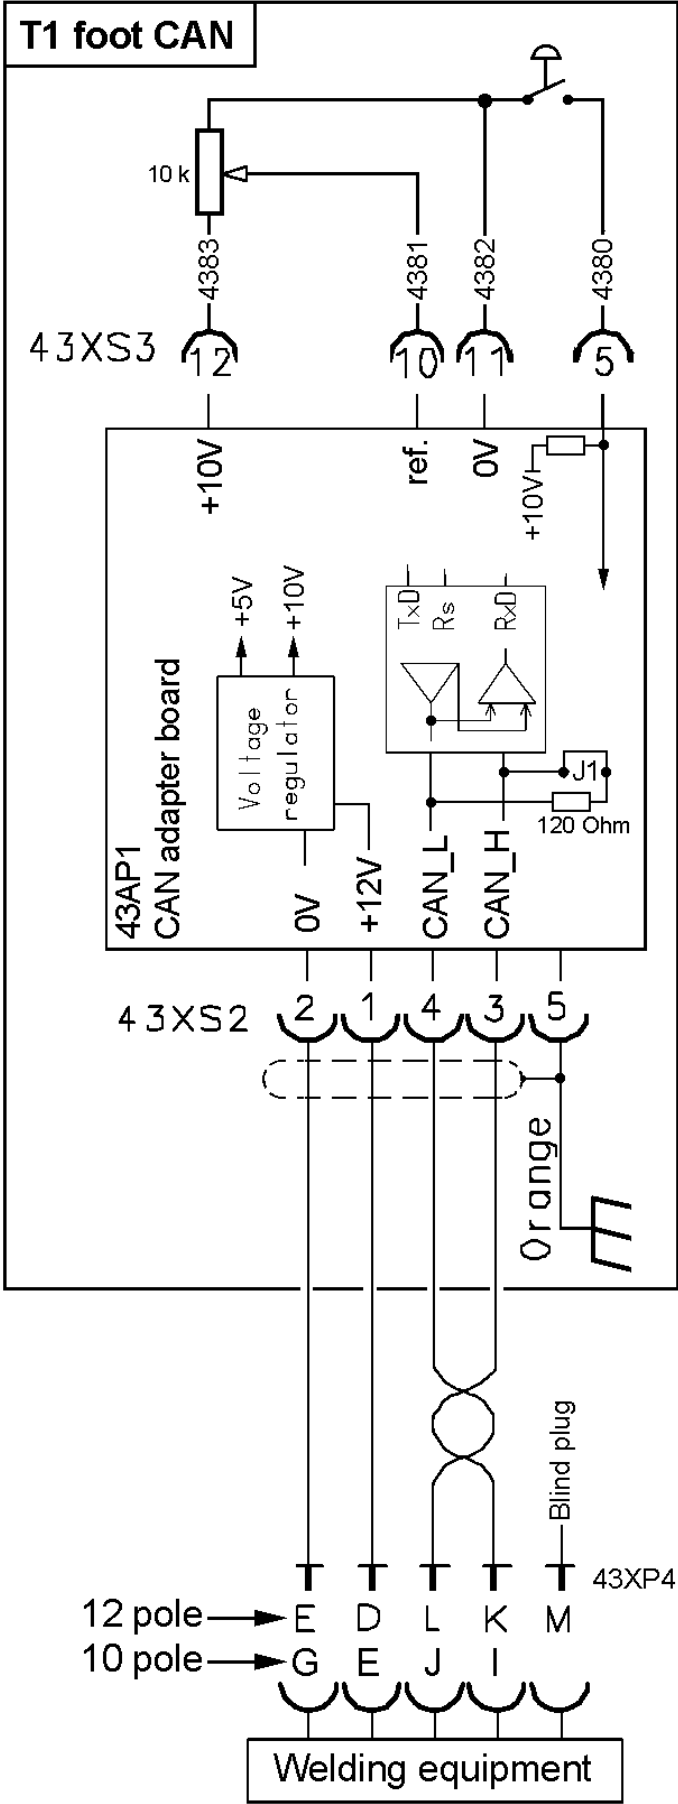 T1 foot CAN
10 k
4383
4381
4382
4380
43XS3
12
10
11
5
+10V
ref.
0V
+10V
+5V
+10V
TxD
Rs
RxD
Voltage
regulator
J1
120 Ohm
43AP1
CAN adapter board
0V
+12V
CAN_L
CAN_H
43XS2
2
1
4
3
5
Orange
Blind plug
43XP4
12 pole
E
D
L
K
M
10 pole
G
E
J
I
Welding equipment